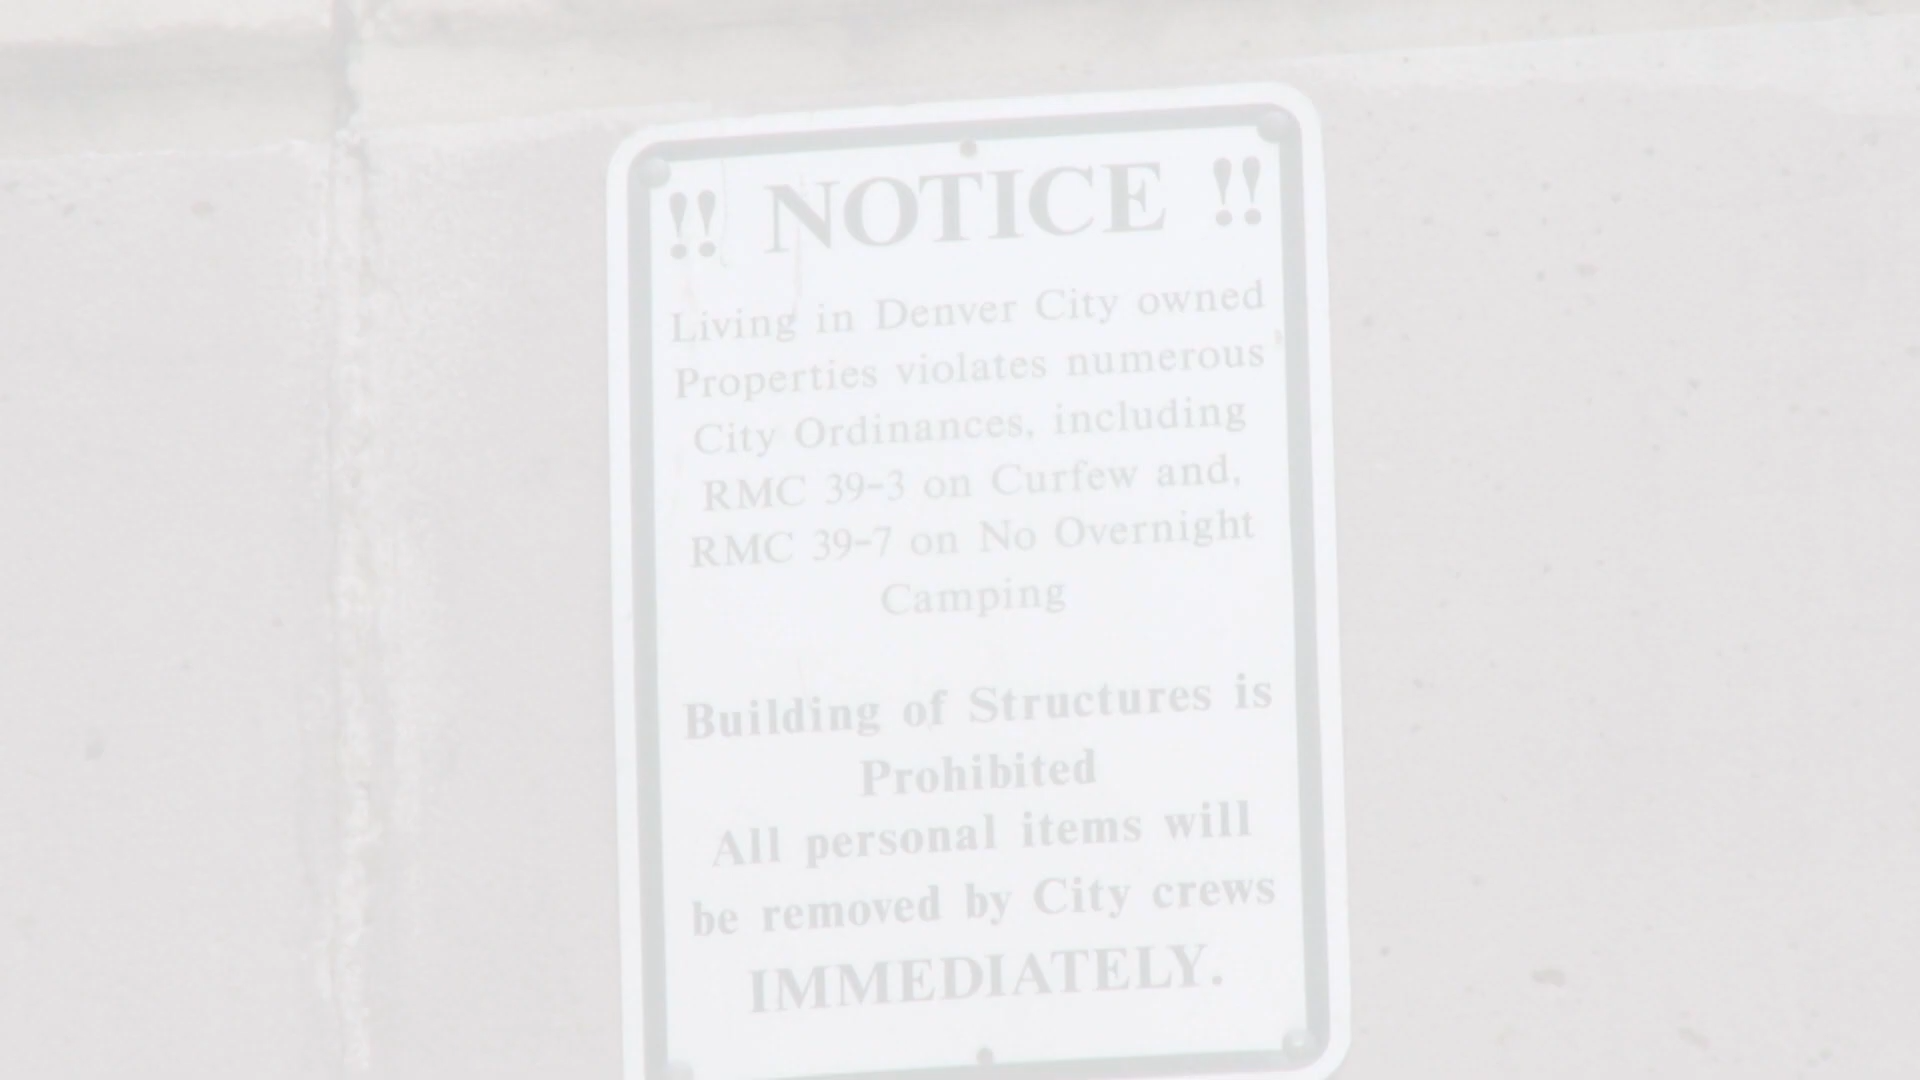 !! NOTICE !!
Living in Denver City owned
Properties violates numerous
City Ordinances, including
RMC 39-3 on Curfew and,
RMC 39-7 on No Overnight
Camping
Building of Structures is
Prohibited
All personal items will
be removed by City crews
IMMEDIATELY.